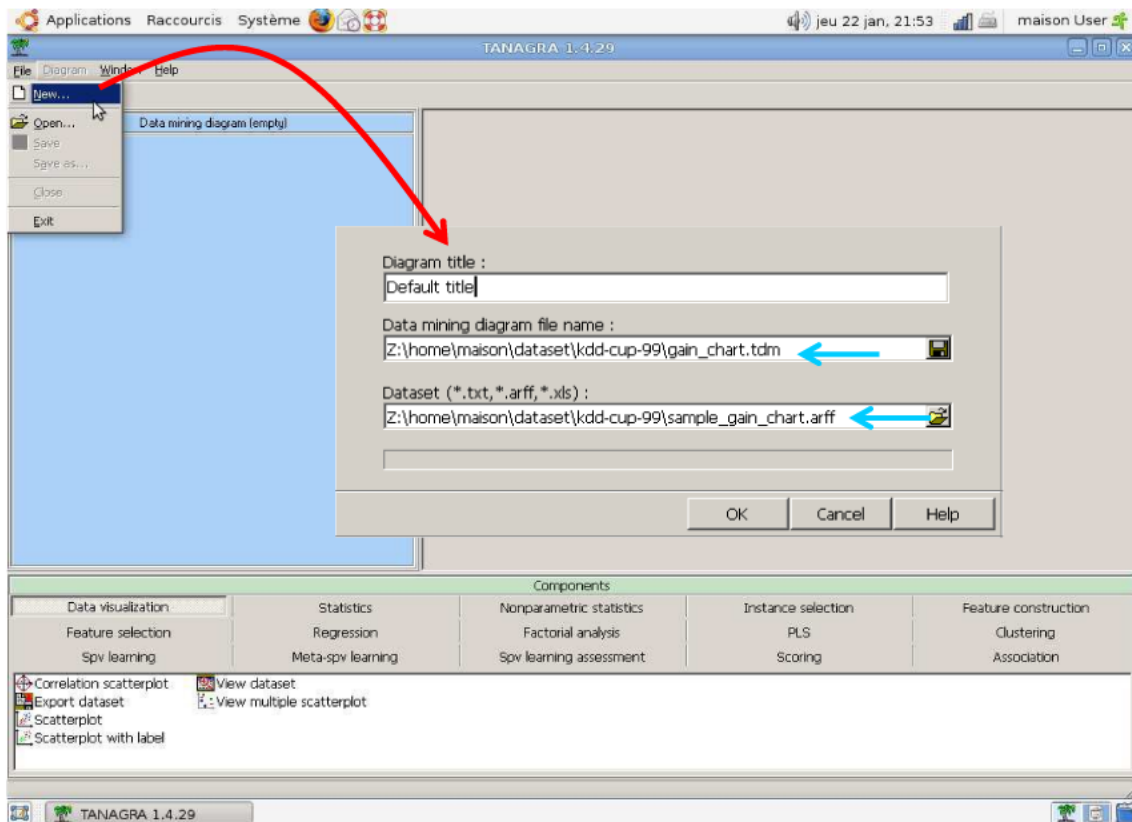 Applications Raccourcis Système jeu 22 jan, 21:53 maison User
TANAGRA 1.4.29
File Diagram Window Help
New...
Open...
Save
Save as...
Close
Exit
Data mining diagram (empty)
Diagram title :
Default title
Data mining diagram file name :
Z:\home\maison\dataset\kdd-cup-99\gain_chart.tdm
Dataset (*.txt,*.arff,*.xls) :
Z:\home\maison\dataset\kdd-cup-99\sample_gain_chart.arff
OK Cancel Help
Components
Data visualization Statistics Nonparametric statistics Instance selection Feature construction
Feature selection Regression Factorial analysis PLS Clustering
Spv learning Meta-spv learning Spv learning assessment Scoring Association
Correlation scatterplot View dataset
Export dataset View multiple scatterplot
Scatterplot
Scatterplot with label
TANAGRA 1.4.29